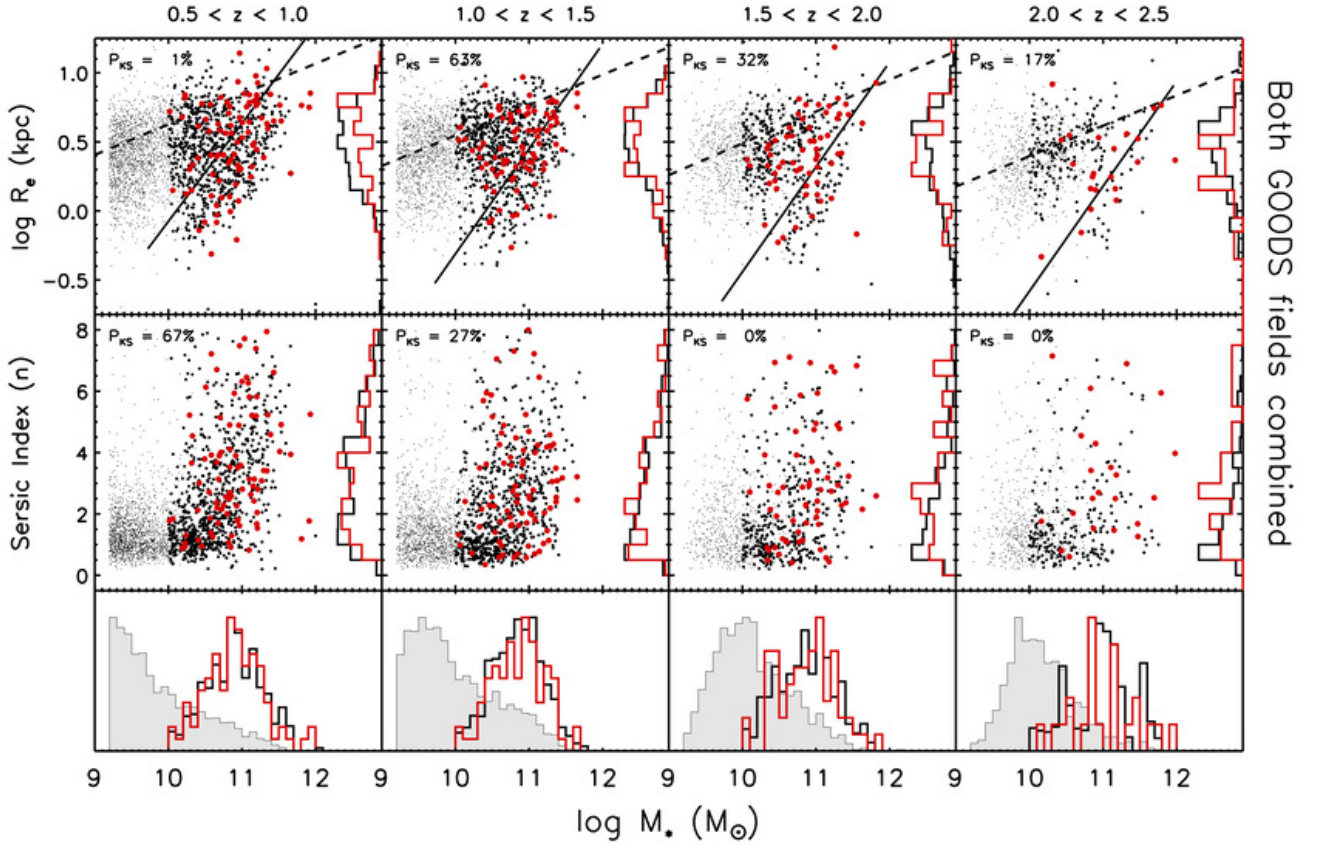 0.5 < z < 1.0
1.0 < z < 1.5
1.5 < z < 2.0
2.0 < z < 2.5
log Rₑ (kpc)
1.0
0.5
0.0
−0.5
P_KS = 1%
P_KS = 63%
P_KS = 32%
P_KS = 17%
Sersic Index (n)
8
6
4
2
0
P_KS = 67%
P_KS = 27%
P_KS = 0%
P_KS = 0%
Both GOODS fields combined
9 10 11 12 9 10 11 12 9 10 11 12 9 10 11 12
log M* (M⊙)